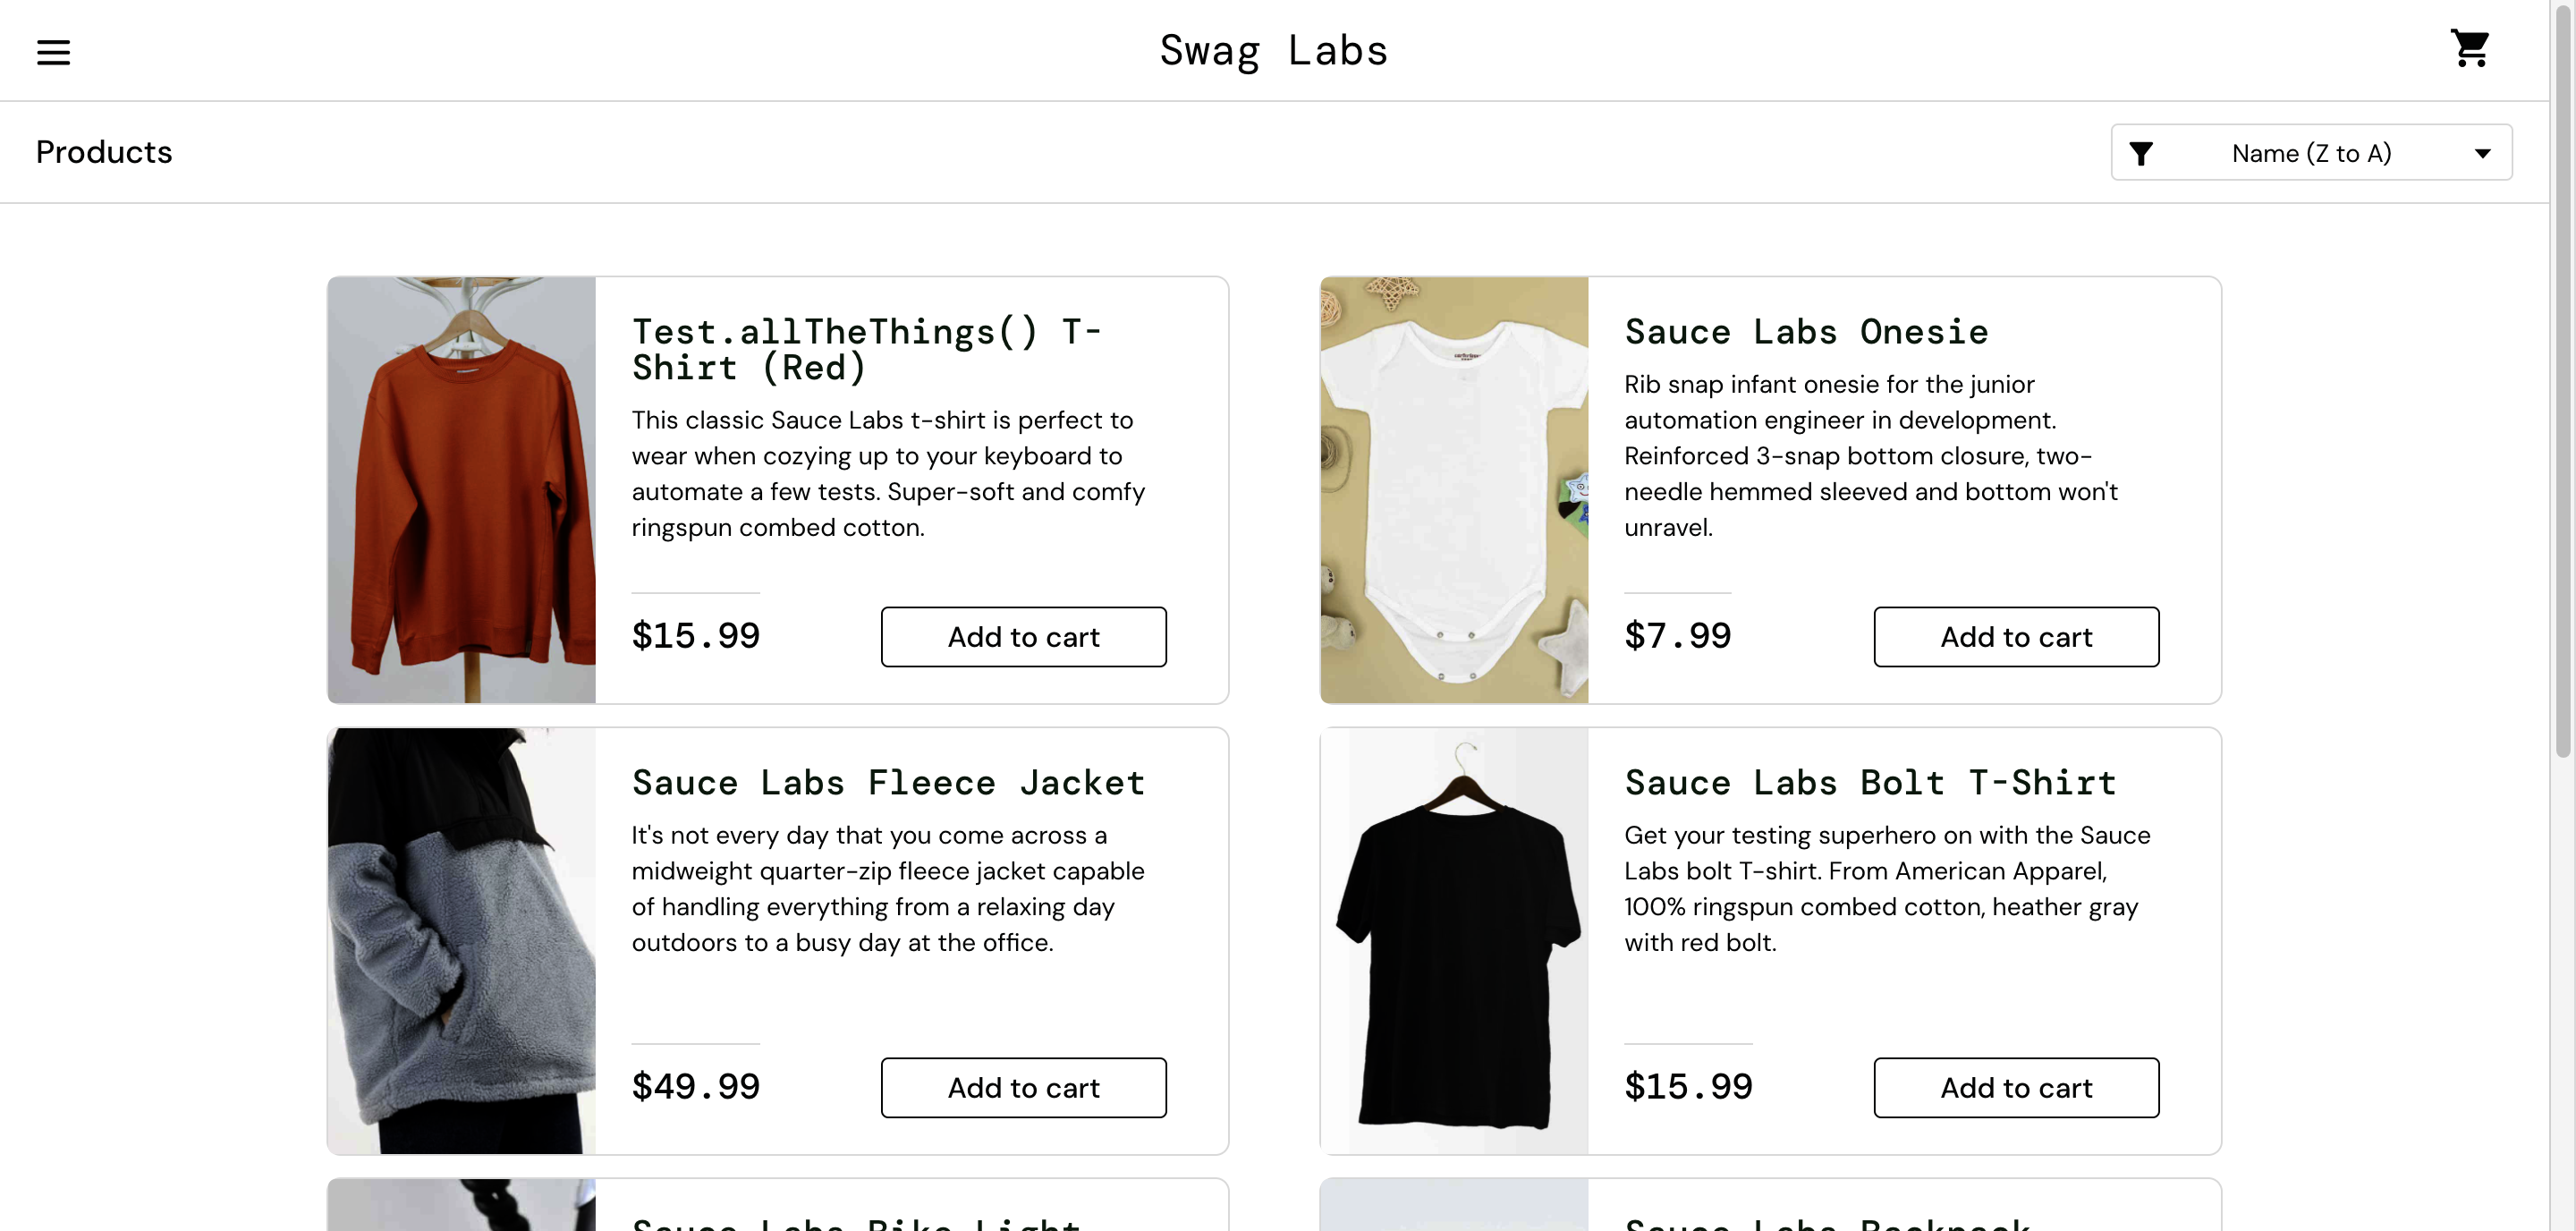 Swag Labs
Products
Name (Z to A)
Test.allTheThings() T-
Shirt (Red)
This classic Sauce Labs t-shirt is perfect to
wear when cozying up to your keyboard to
automate a few tests. Super-soft and comfy
ringspun combed cotton.
$15.99
Add to cart
Sauce Labs Onesie
Rib snap infant onesie for the junior
automation engineer in development.
Reinforced 3-snap bottom closure, two-
needle hemmed sleeved and bottom won't
unravel.
$7.99
Add to cart
Sauce Labs Fleece Jacket
It's not every day that you come across a
midweight quarter-zip fleece jacket capable
of handling everything from a relaxing day
outdoors to a busy day at the office.
$49.99
Add to cart
Sauce Labs Bolt T-Shirt
Get your testing superhero on with the Sauce
Labs bolt T-shirt. From American Apparel,
100% ringspun combed cotton, heather gray
with red bolt.
$15.99
Add to cart
Sauce Labs Bike Light
Sauce Labs Backpack